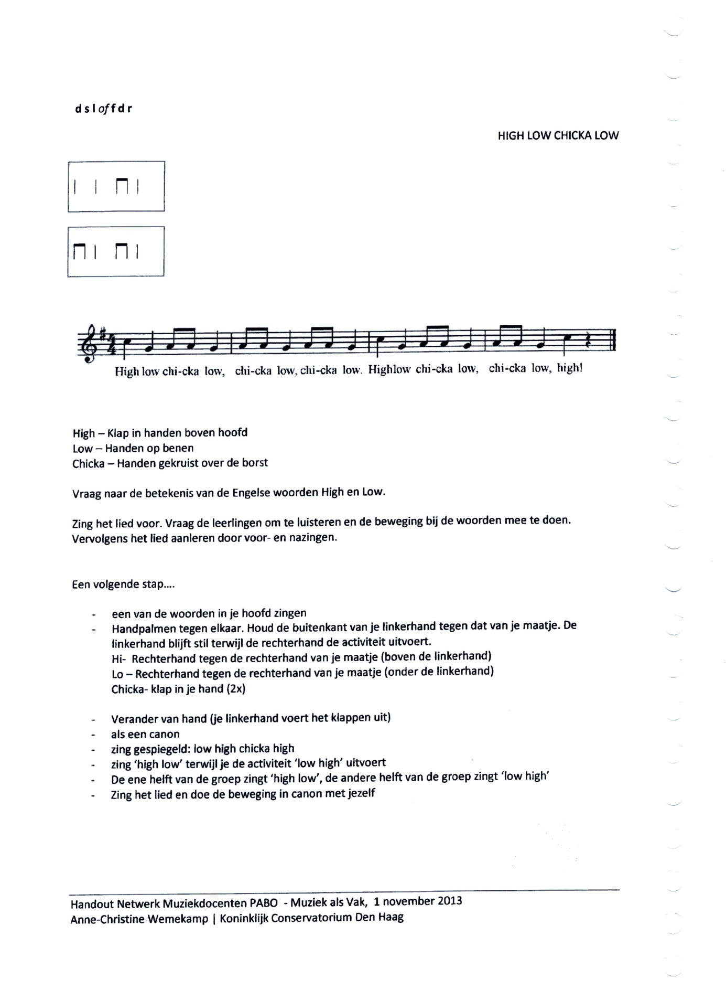 d s l of f d r
HIGH LOW CHICKA LOW
4
4
High low chi-cka low, chi-cka low, chi-cka low. Highlow chi-cka low, chi-cka low, high!
High – Klap in handen boven hoofd
Low – Handen op benen
Chicka – Handen gekruist over de borst
Vraag naar de betekenis van de Engelse woorden High en Low.
Zing het lied voor. Vraag de leerlingen om te luisteren en de beweging bij de woorden mee te doen.
Vervolgens het lied aanleren door voor- en nazingen.
Een volgende stap....
- een van de woorden in je hoofd zingen
- Handpalmen tegen elkaar. Houd de buitenkant van je linkerhand tegen dat van je maatje. De
linkerhand blijft stil terwijl de rechterhand de activiteit uitvoert.
Hi- Rechterhand tegen de rechterhand van je maatje (boven de linkerhand)
Lo – Rechterhand tegen de rechterhand van je maatje (onder de linkerhand)
Chicka- klap in je hand (2x)
- Verander van hand (je linkerhand voert het klappen uit)
- als een canon
- zing gespiegeld: low high chicka high
- zing ‘high low’ terwijl je de activiteit ‘low high’ uitvoert
- De ene helft van de groep zingt ‘high low’, de andere helft van de groep zingt ‘low high’
- Zing het lied en doe de beweging in canon met jezelf
Handout Netwerk Muziekdocenten PABO - Muziek als Vak, 1 november 2013
Anne-Christine Wemekamp | Koninklijk Conservatorium Den Haag